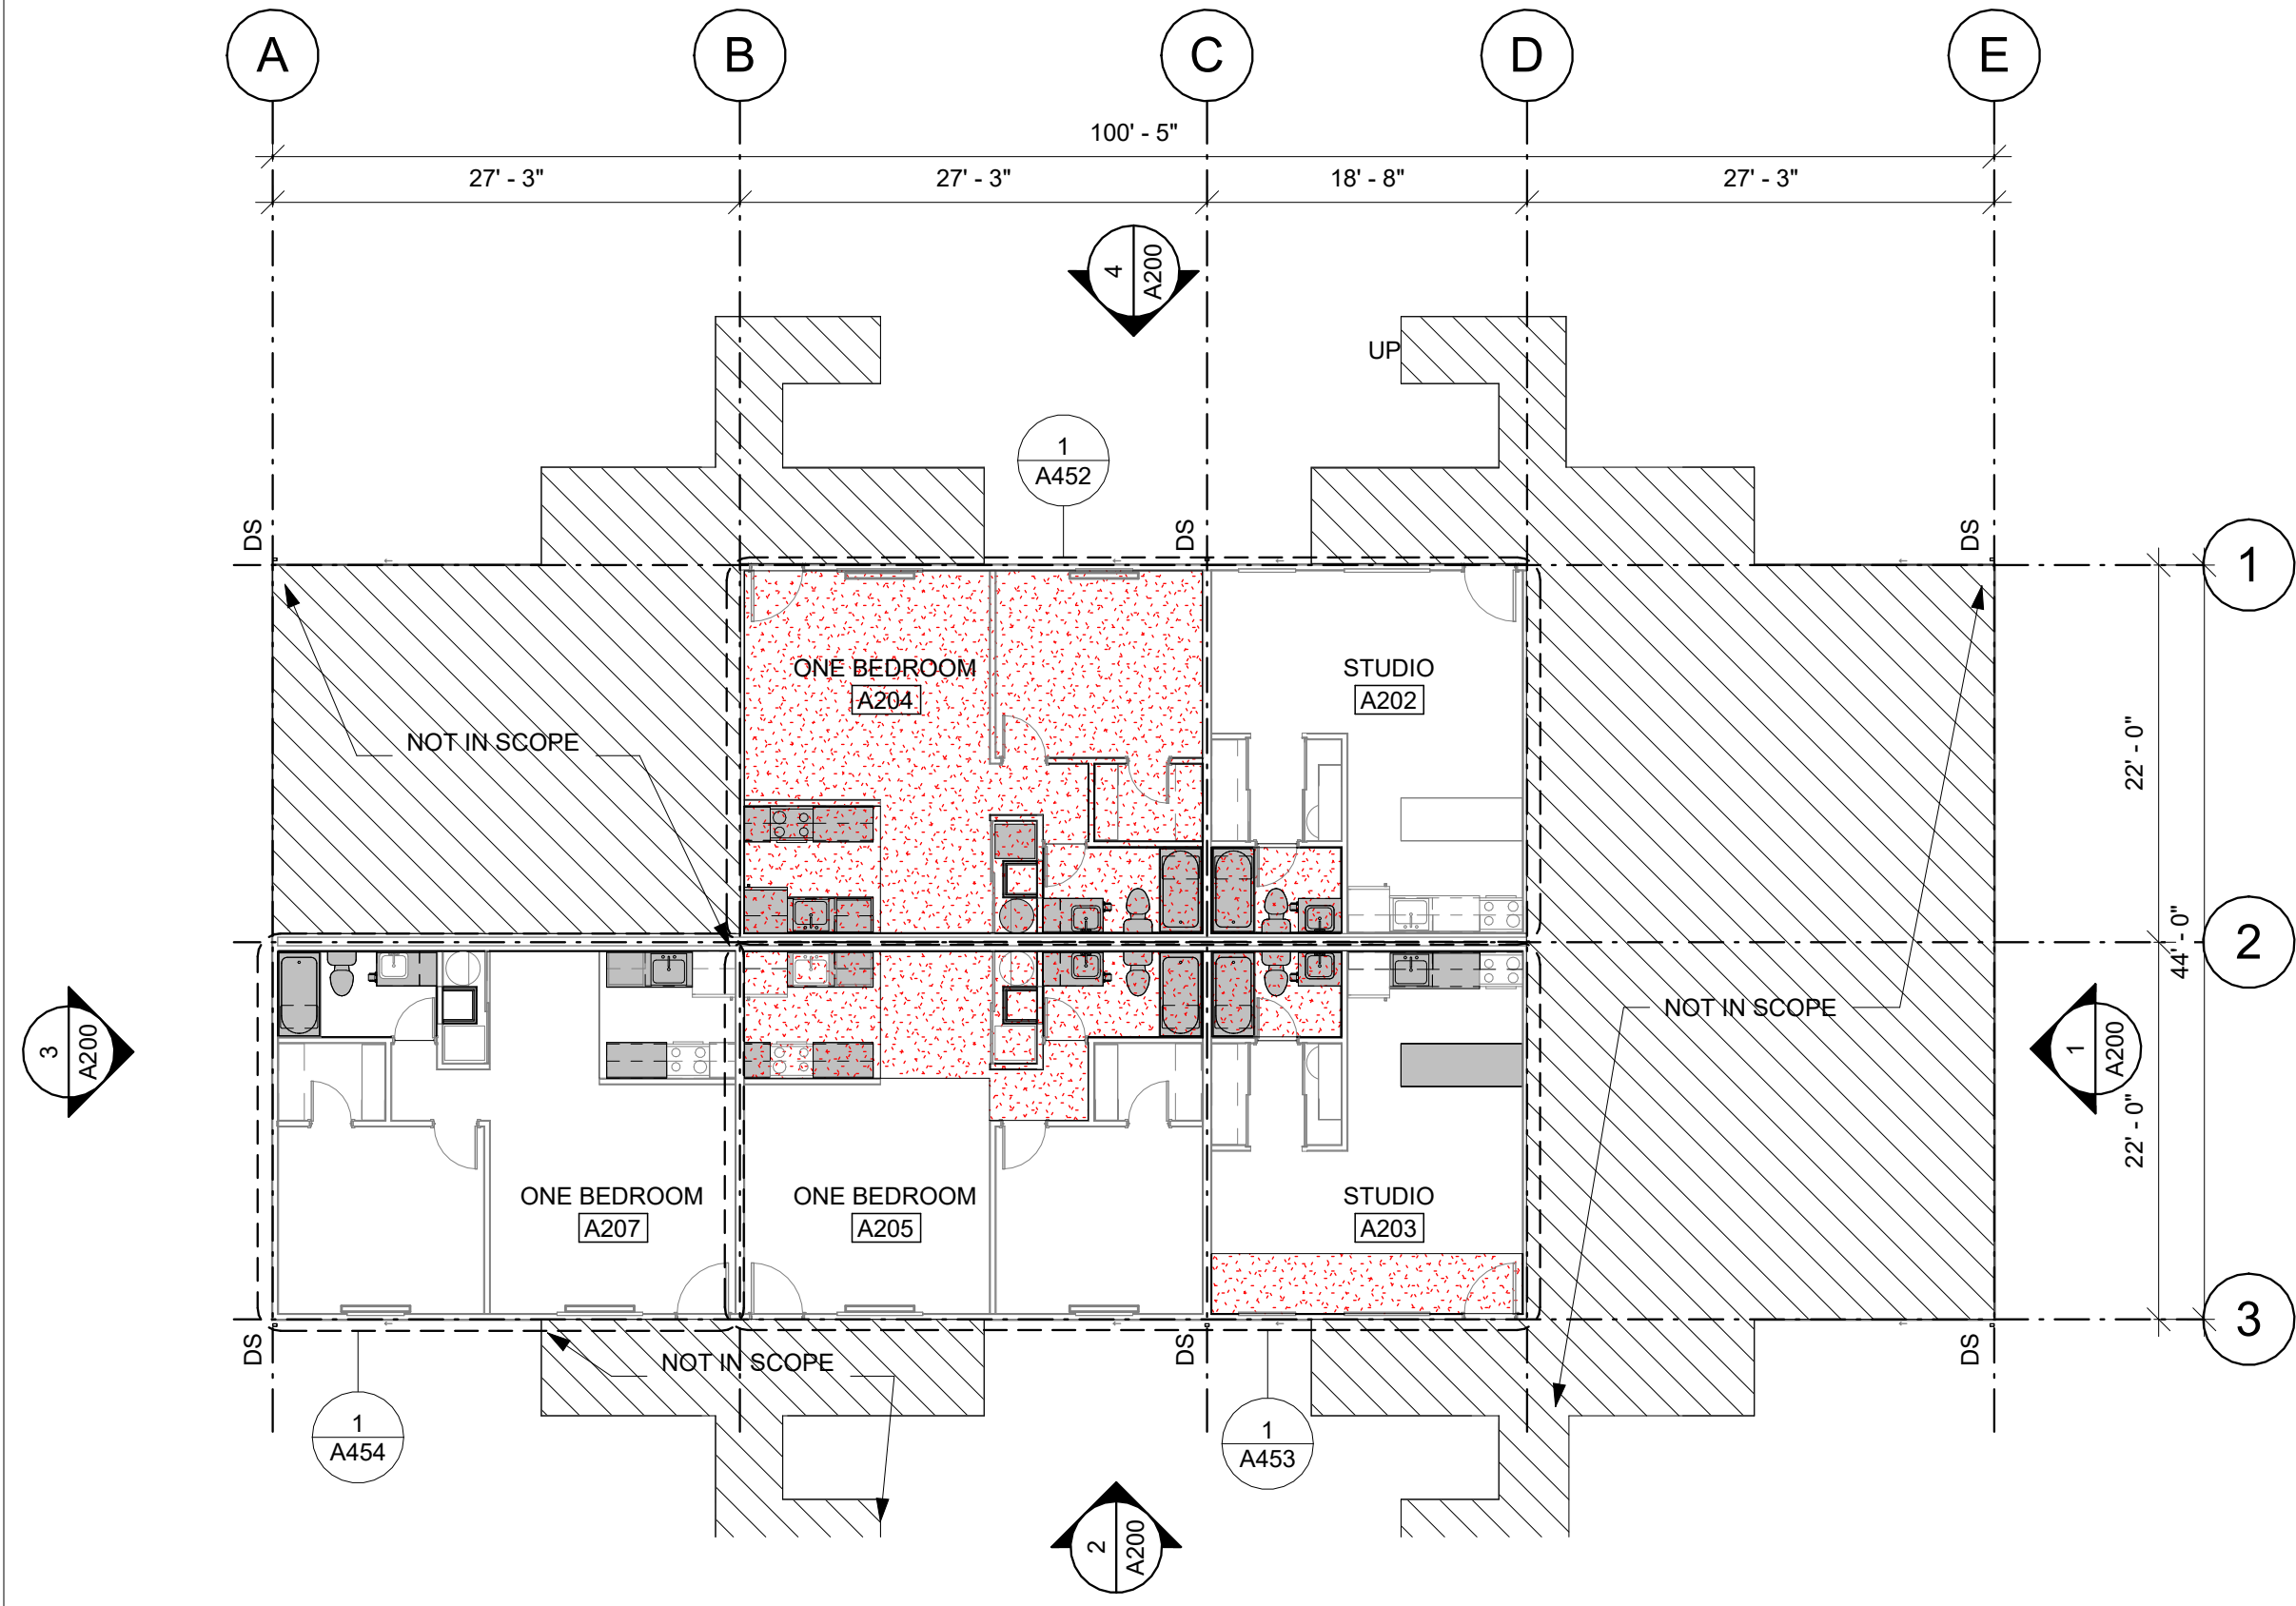 A
B
C
D
E
100' - 5"
27' - 3"
27' - 3"
18' - 8"
27' - 3"
4
A200
UP
1
A452
DS
DS
DS
1
ONE BEDROOM
A204
STUDIO
A202
NOT IN SCOPE
22' - 0"
2
44' - 0"
NOT IN SCOPE
3
A200
1
A200
22' - 0"
ONE BEDROOM
A207
ONE BEDROOM
A205
STUDIO
A203
3
DS
DS
DS
NOT IN SCOPE
1
A454
1
A453
2
A200